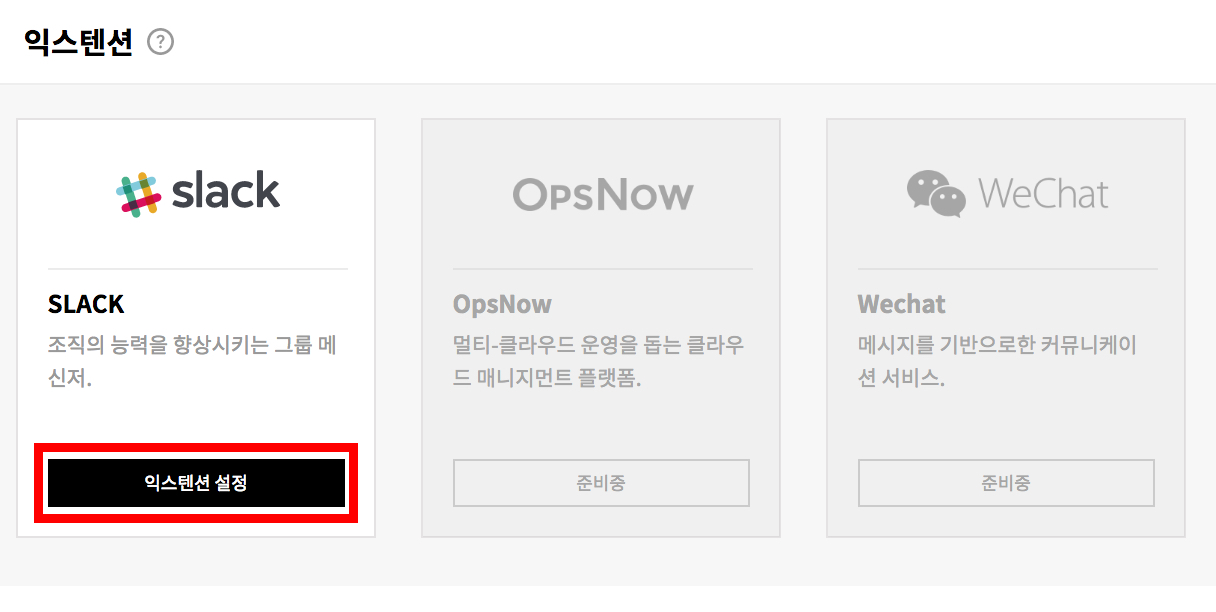 익스텐션 ?
slack
SLACK
조직의 능력을 향상시키는 그룹 메
신저.
익스텐션 설정
OPSNOW
OpsNow
멀티-클라우드 운영을 돕는 클라우
드 매니지먼트 플랫폼.
준비중
WeChat
Wechat
메시지를 기반으로한 커뮤니케이
션 서비스.
준비중